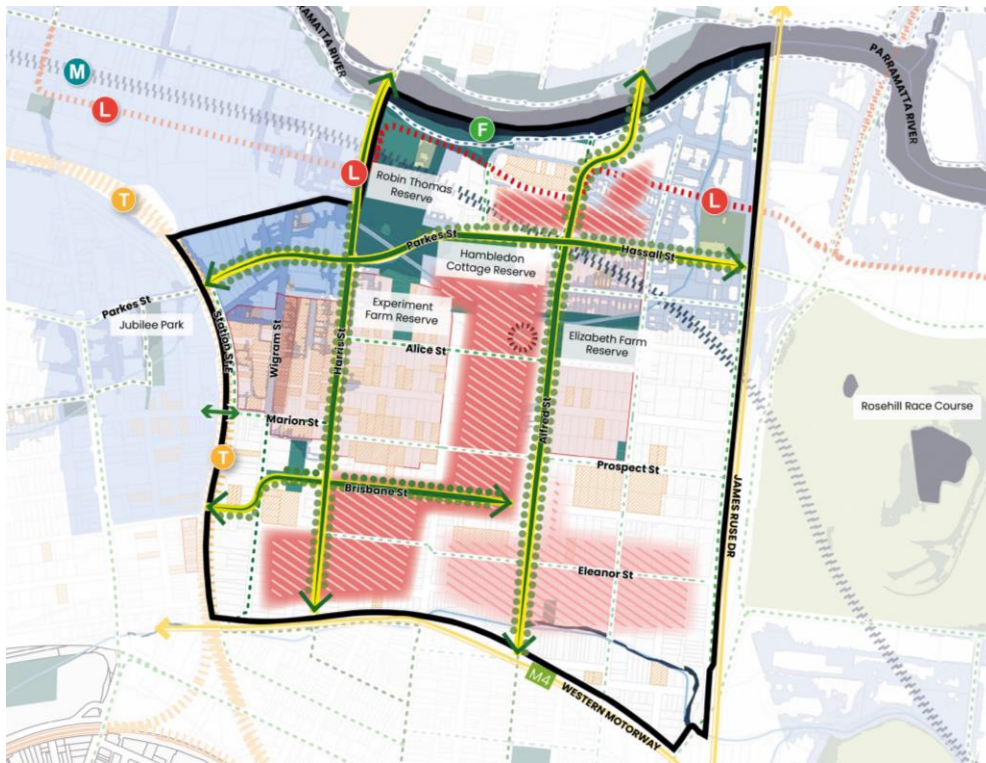 RAMATTA RIVER
M
L
F
PARRAMATTA RIVER
L
Robin Thomas
Reserve
T
L
Parkes St
Hassall St
Hambledon
Cottage Reserve
Parkes St
Jubilee Park
Station St E
Wigram St
Harris St
Experiment
Farm Reserve
Alice St
Elizabeth Farm
Reserve
Alfred St
Rosehill Race Course
Marion St
T
Prospect St
Brisbane St
JAMES RUSE DR
Eleanor St
M4
WESTERN MOTORWAY